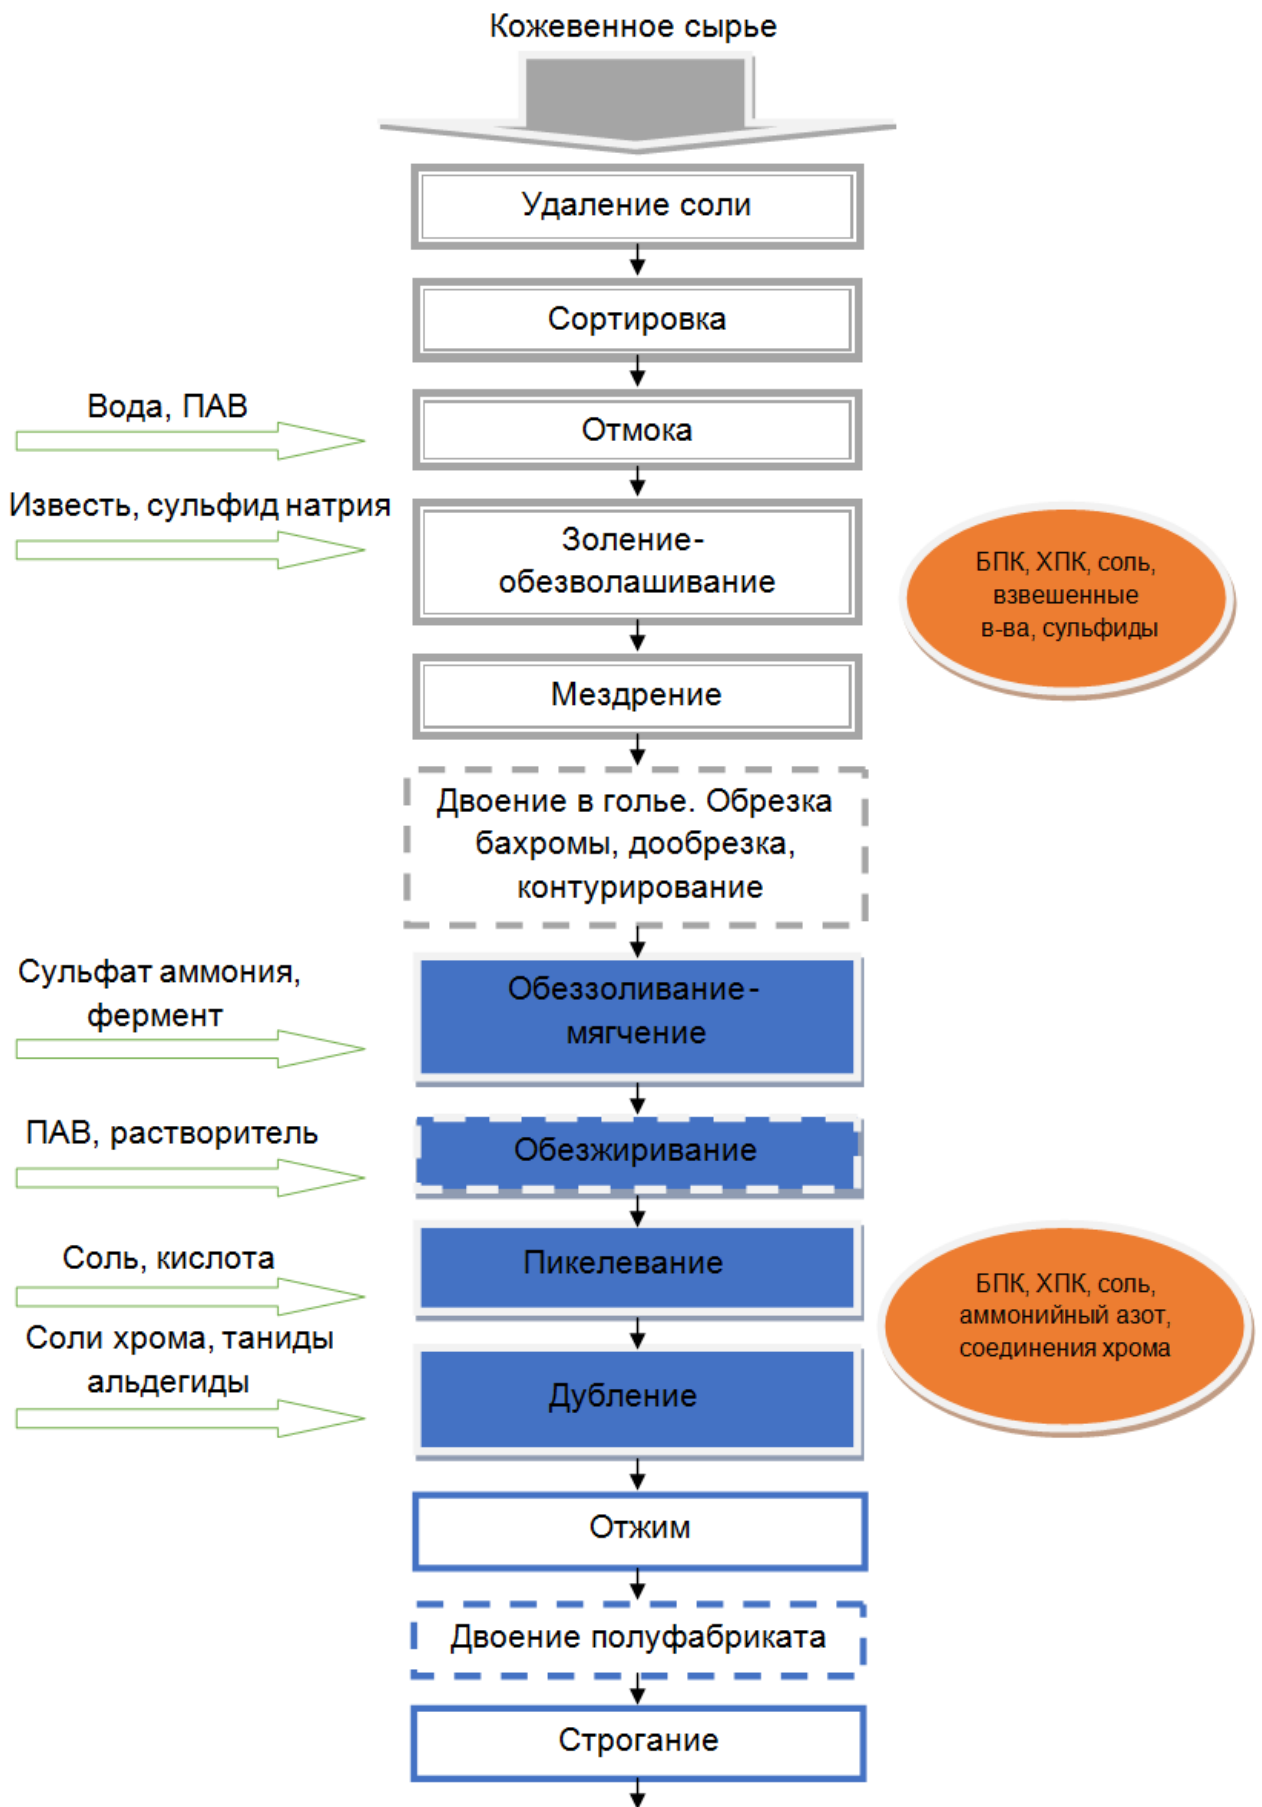 Кожевенное сырье
Удаление соли
Сортировка
Вода, ПАВ
Отмока
Известь, сульфид натрия
Золение-
обезволашивание
БПК, ХПК, соль,
взвешенные
в-ва, сульфиды
Мездрение
Двоение в голье. Обрезка
бахромы, дообрезка,
контурирование
Сульфат аммония,
фермент
Обеззоливание-
мягчение
ПАВ, растворитель
Обезжиривание
Соль, кислота
Пикелевание
БПК, ХПК, соль,
аммонийный азот,
соединения хрома
Соли хрома, таниды
альдегиды
Дубление
Отжим
Двоение полуфабриката
Строгание